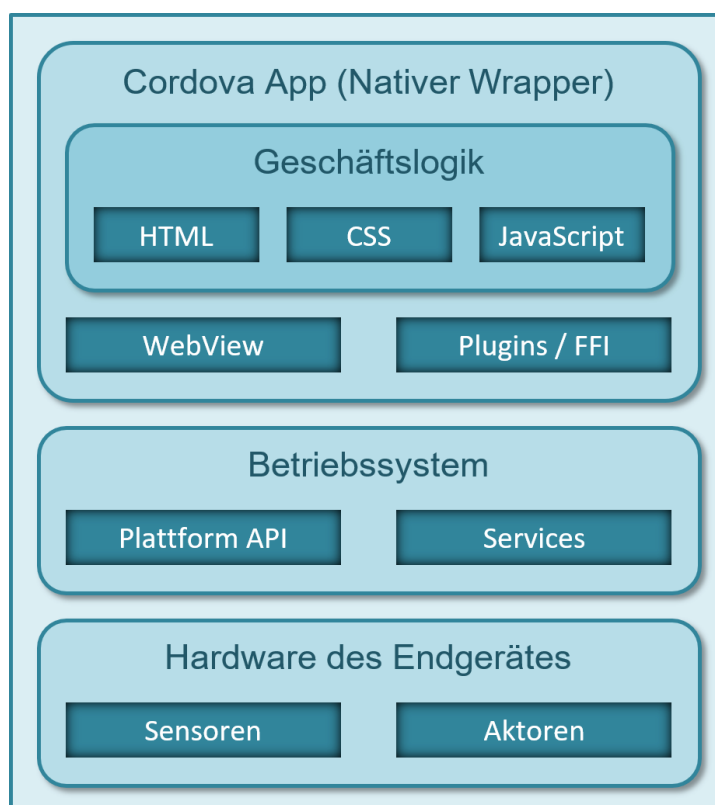 Cordova App (Nativer Wrapper)
Geschäftslogik
HTML
CSS
JavaScript
WebView
Plugins / FFI
Betriebssystem
Plattform API
Services
Hardware des Endgerätes
Sensoren
Aktoren